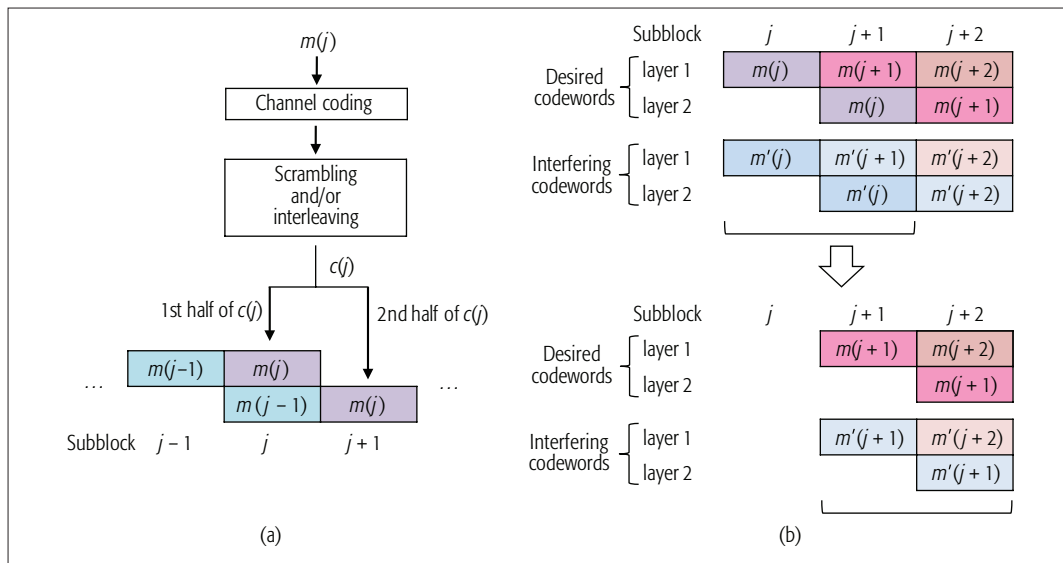 m(j)
Channel coding
Scrambling
and/or
interleaving
c(j)
1st half of c(j)
2nd half of c(j)
m(j–1) m(j)
... m(j – 1) m(j) ...
Subblock j – 1 j j + 1
(a)
Subblock j j + 1 j + 2
Desired
codewords
layer 1 m(j) m(j + 1) m(j + 2)
layer 2 m(j) m(j + 1)
Interfering
codewords
layer 1 m'(j) m'(j + 1) m'(j + 2)
layer 2 m'(j) m'(j + 2)
Subblock j j + 1 j + 2
Desired
codewords
layer 1 m(j + 1) m(j + 2)
layer 2 m(j + 1)
Interfering
codewords
layer 1 m'(j + 1) m'(j + 2)
layer 2 m'(j + 1)
(b)